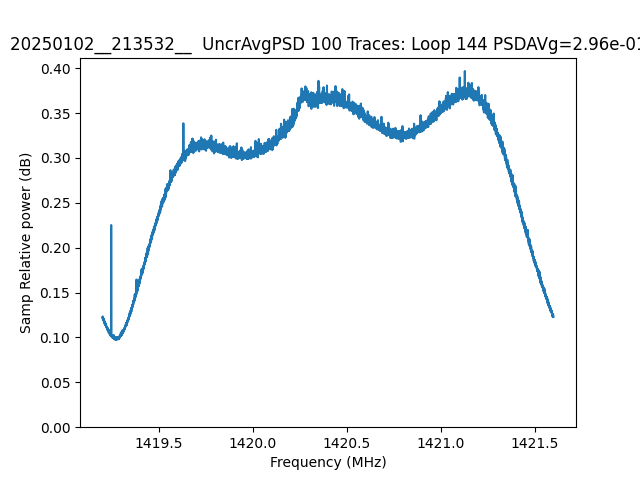 20250102__213532__ UncrAvgPSD 100 Traces: Loop 144 PSDAVg=2.96e-01
0.40
0.35
0.30
0.25
0.20
0.15
0.10
0.05
0.00
Samp Relative power (dB)
1419.5 1420.0 1420.5 1421.0 1421.5
Frequency (MHz)